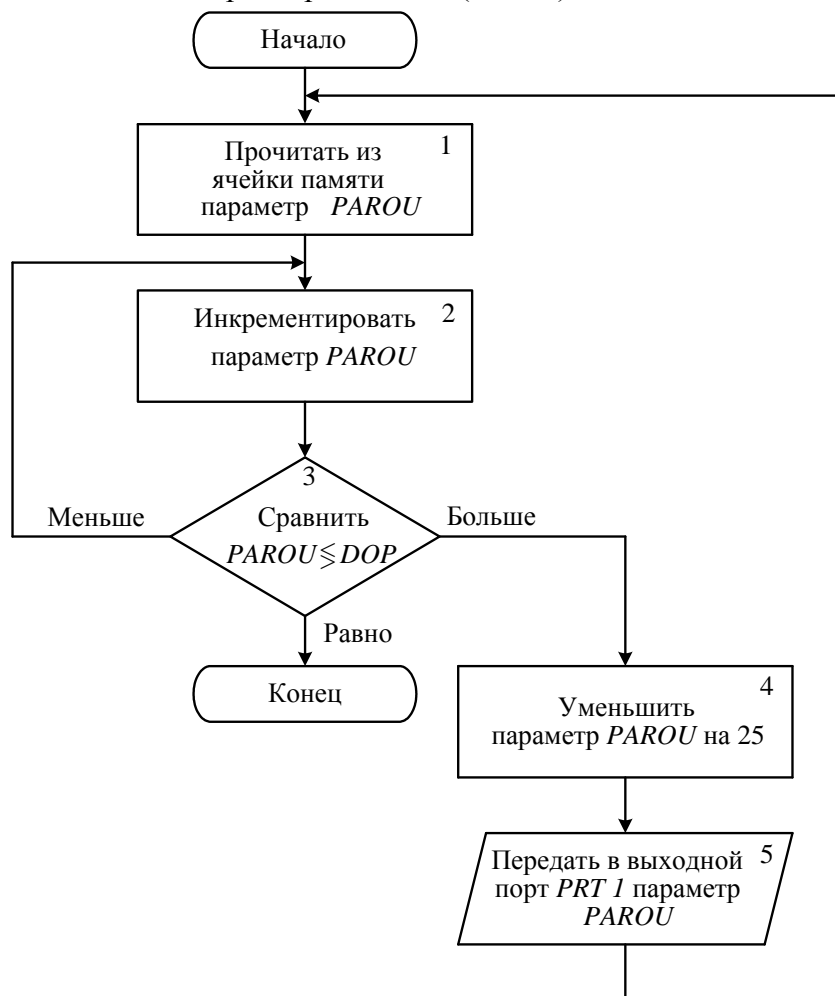 Начало
1
Прочитать из
ячейки памяти
параметр PAROU
Инкрементировать 2
параметр PAROU
3
Меньше
Сравнить
Больше
PAROU≶DOP
Равно
Конец
4
Уменьшить
параметр PAROU на 25
Передать в выходной 5
порт PRT 1 параметр
PAROU